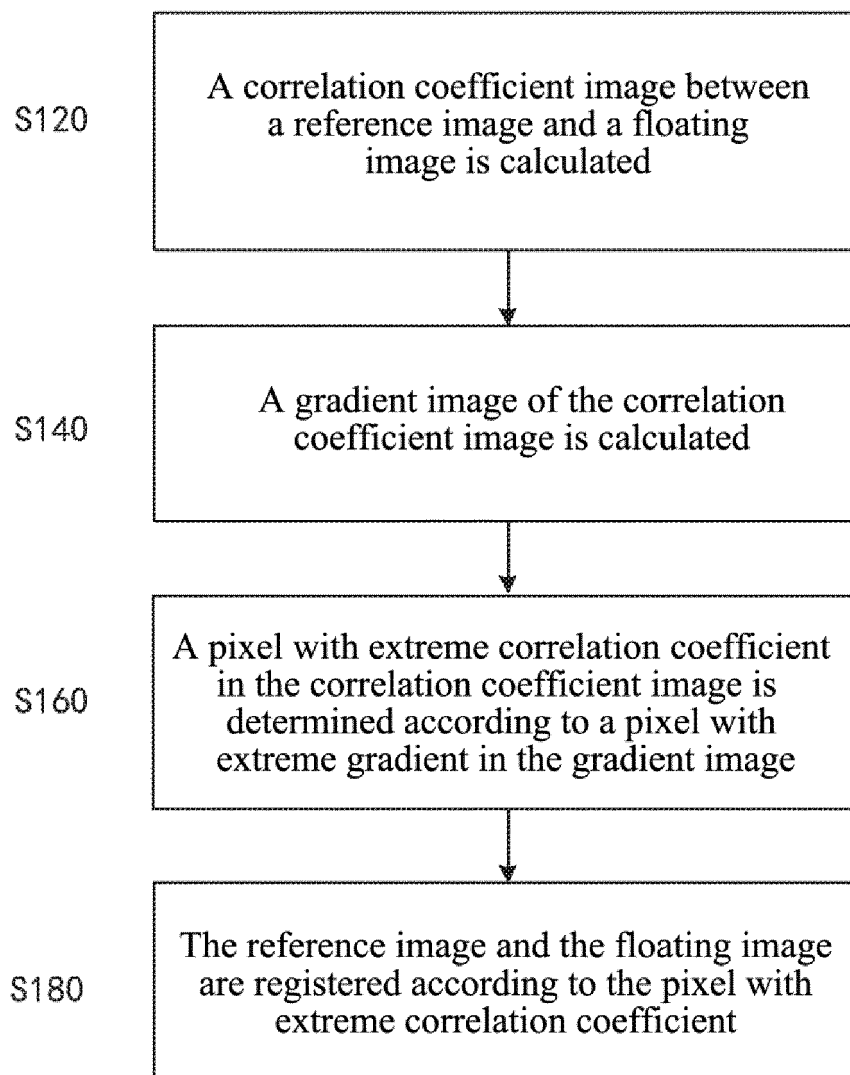 S120
A correlation coefficient image between
a reference image and a floating
image is calculated
S140
A gradient image of the correlation
coefficient image is calculated
S160
A pixel with extreme correlation coefficient
in the correlation coefficient image is
determined according to a pixel with
extreme gradient in the gradient image
S180
The reference image and the floating image
are registered according to the pixel with
extreme correlation coefficient